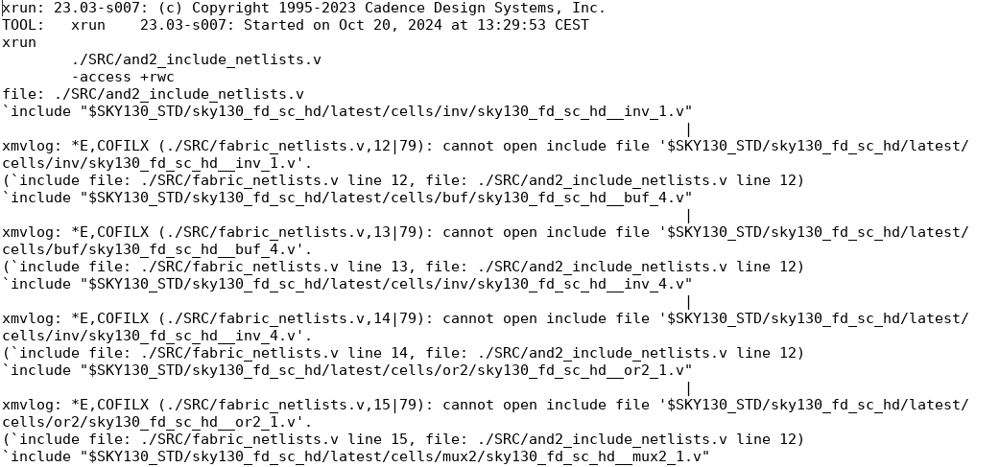 xrun: 23.03-s007: (c) Copyright 1995-2023 Cadence Design Systems, Inc.
TOOL:	xrun	23.03-s007: Started on Oct 20, 2024 at 13:29:53 CEST
xrun
	./SRC/and2_include_netlists.v
	-access +rwc
file: ./SRC/and2_include_netlists.v
`include "$SKY130_STD/sky130_fd_sc_hd/latest/cells/inv/sky130_fd_sc_hd__inv_1.v"
|
xmvlog: *E,COFILX (./SRC/fabric_netlists.v,12|79): cannot open include file '$SKY130_STD/sky130_fd_sc_hd/latest/
cells/inv/sky130_fd_sc_hd__inv_1.v'.
(`include file: ./SRC/fabric_netlists.v line 12, file: ./SRC/and2_include_netlists.v line 12)
`include "$SKY130_STD/sky130_fd_sc_hd/latest/cells/buf/sky130_fd_sc_hd__buf_4.v"
|
xmvlog: *E,COFILX (./SRC/fabric_netlists.v,13|79): cannot open include file '$SKY130_STD/sky130_fd_sc_hd/latest/
cells/buf/sky130_fd_sc_hd__buf_4.v'.
(`include file: ./SRC/fabric_netlists.v line 13, file: ./SRC/and2_include_netlists.v line 12)
`include "$SKY130_STD/sky130_fd_sc_hd/latest/cells/inv/sky130_fd_sc_hd__inv_4.v"
|
xmvlog: *E,COFILX (./SRC/fabric_netlists.v,14|79): cannot open include file '$SKY130_STD/sky130_fd_sc_hd/latest/
cells/inv/sky130_fd_sc_hd__inv_4.v'.
(`include file: ./SRC/fabric_netlists.v line 14, file: ./SRC/and2_include_netlists.v line 12)
`include "$SKY130_STD/sky130_fd_sc_hd/latest/cells/or2/sky130_fd_sc_hd__or2_1.v"
|
xmvlog: *E,COFILX (./SRC/fabric_netlists.v,15|79): cannot open include file '$SKY130_STD/sky130_fd_sc_hd/latest/
cells/or2/sky130_fd_sc_hd__or2_1.v'.
(`include file: ./SRC/fabric_netlists.v line 15, file: ./SRC/and2_include_netlists.v line 12)
`include "$SKY130_STD/sky130_fd_sc_hd/latest/cells/mux2/sky130_fd_sc_hd__mux2_1.v"